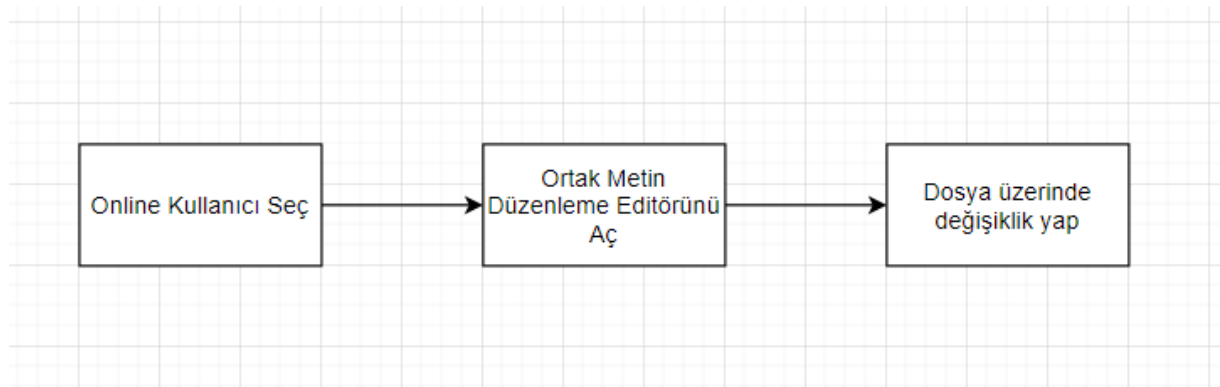 Online Kullanıcı Seç
Ortak Metin
Düzenleme Editörünü
Aç
Dosya üzerinde
değişiklik yap